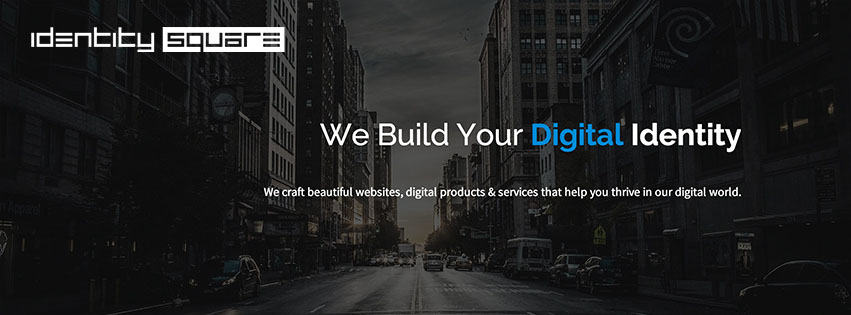 identity square
We Build Your Digital Identity
We craft beautiful websites, digital products & services that help you thrive in our digital world.